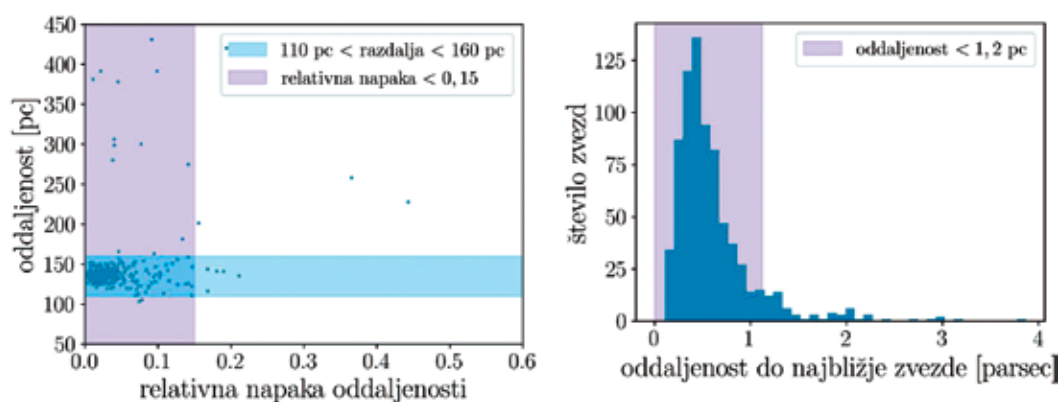 450
400
350
300
250
200
150
100
50
oddaljenost [pc]
110 pc < razdalja < 160 pc
relativna napaka < 0, 15
0.0 0.1 0.2 0.3 0.4 0.5 0.6
relativna napaka oddaljenosti
125
100
75
50
25
0
število zvezd
oddaljenost < 1, 2 pc
0 1 2 3 4
oddaljenost do najbližje zvezde [parsec]